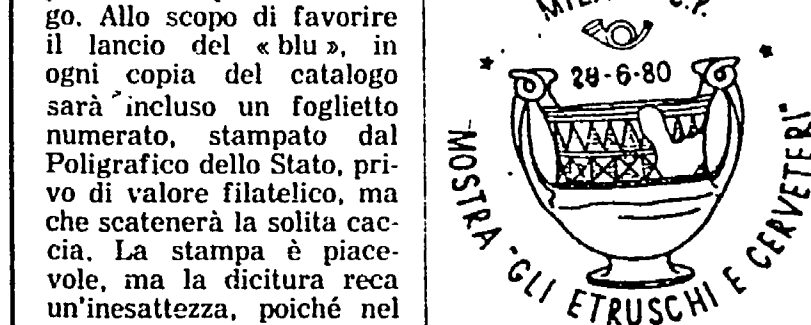 go. Allo scopo di favorire
il lancio del «blu», in
ogni copia del catalogo
sarà incluso un foglietto
numerato, stampato dal
Poligrafico dello Stato, pri-
vo di valore filatelico, ma
che scatenerà la solita cac-
cia. La stampa è piace-
vole, ma la dicitura reca
un'inesattezza, poiché nel
28-6-80
MOSTRA "GLI ETRUSCHI E CERVETERI"